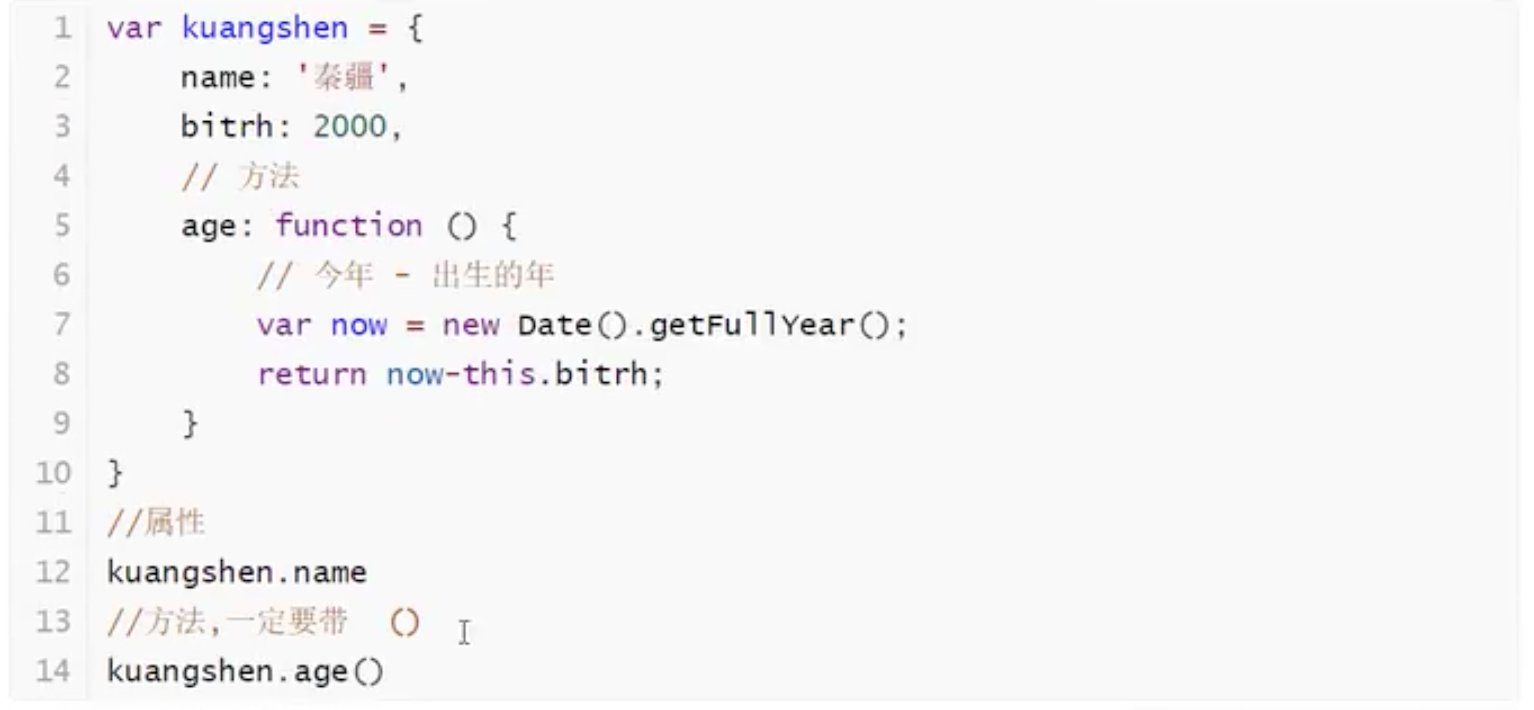 1 var kuangshen = {
2     name: '秦疆',
3     bitrh: 2000,
4     // 方法
5     age: function () {
6         // 今年 - 出生的年
7         var now = new Date().getFullYear();
8         return now-this.bitrh;
9     }
10 }
11 //属性
12 kuangshen.name
13 //方法,一定要带  ()
14 kuangshen.age()